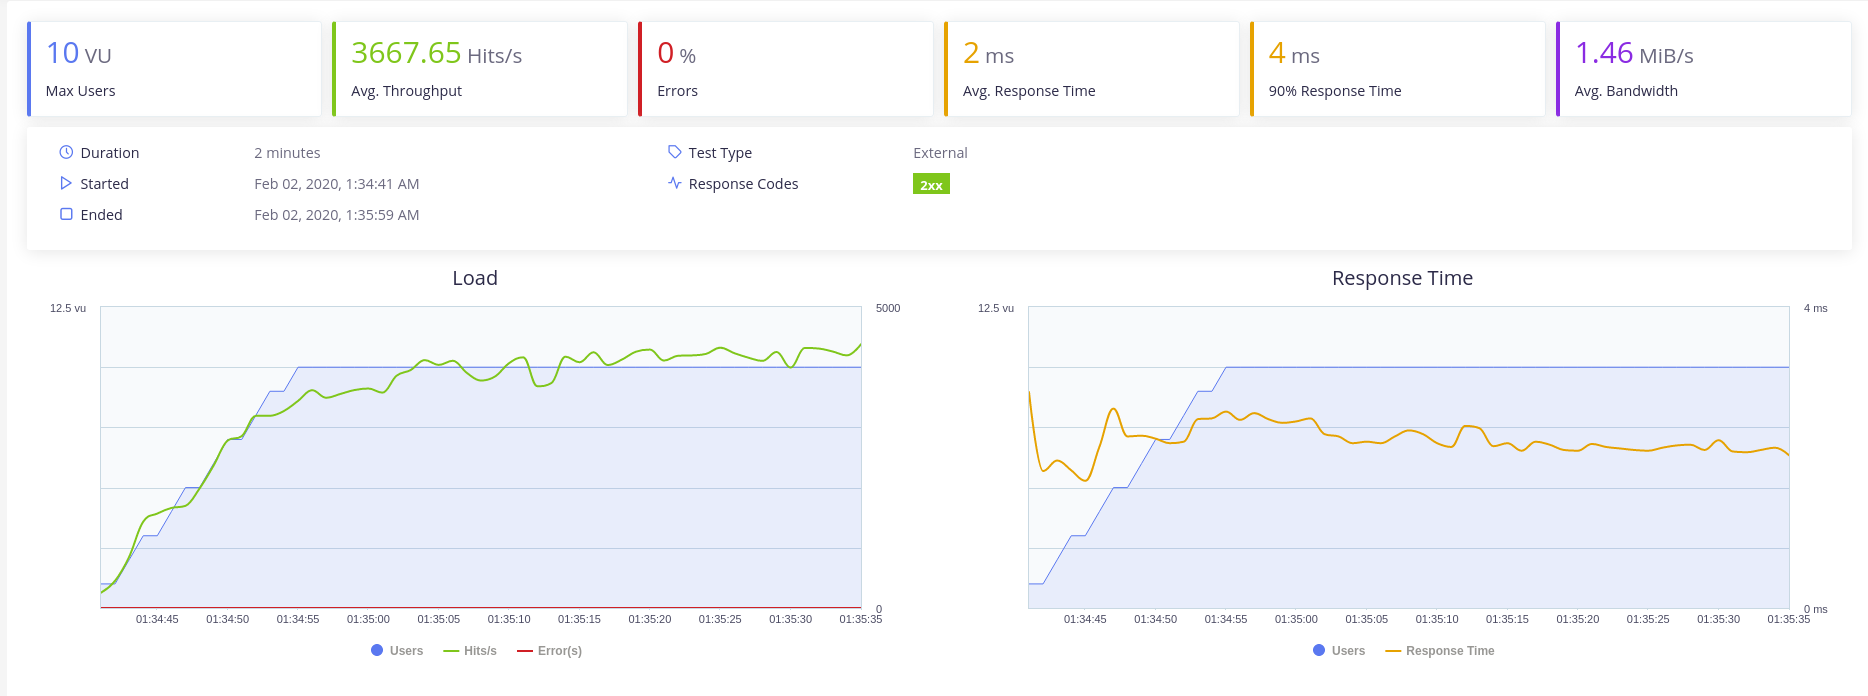 10 VU
Max Users
3667.65 Hits/s
Avg. Throughput
0 %
Errors
2 ms
Avg. Response Time
4 ms
90% Response Time
1.46 MiB/s
Avg. Bandwidth
Duration 2 minutes
Started Feb 02, 2020, 1:34:41 AM
Ended Feb 02, 2020, 1:35:59 AM
Test Type External
Response Codes 2xx
Load
12.5 vu 5000
0
01:34:45 01:34:50 01:34:55 01:35:00 01:35:05 01:35:10 01:35:15 01:35:20 01:35:25 01:35:30 01:35:35
Users Hits/s Error(s)
Response Time
12.5 vu 4 ms
0 ms
01:34:45 01:34:50 01:34:55 01:35:00 01:35:05 01:35:10 01:35:15 01:35:20 01:35:25 01:35:30 01:35:35
Users Response Time